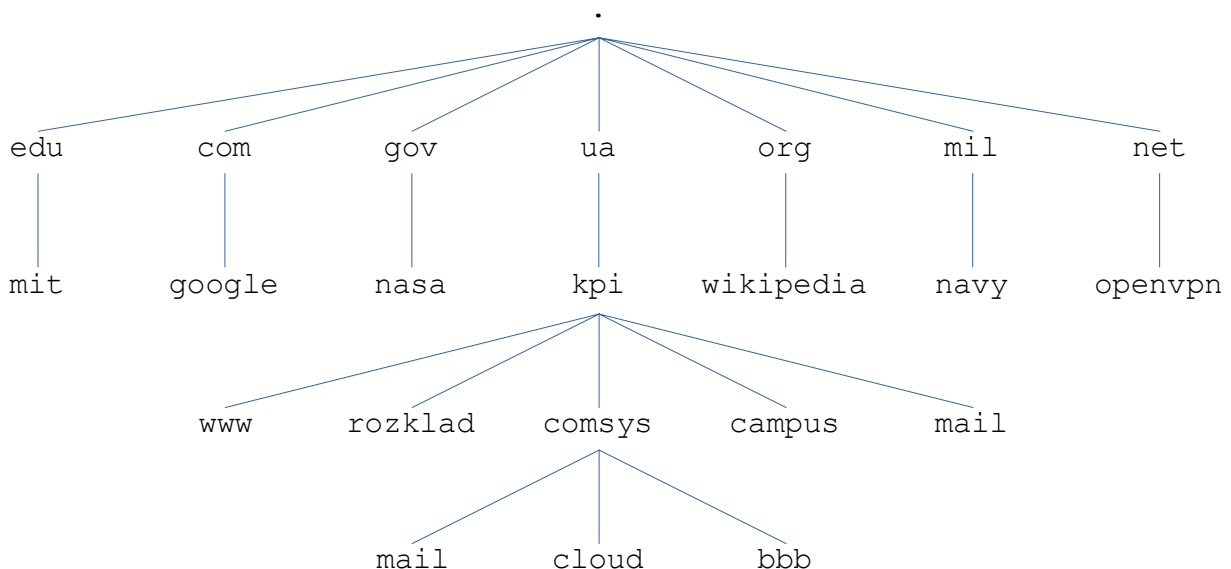 .
edu com gov ua org mil net
mit google nasa kpi wikipedia navy openvpn
www rozklad comsys campus mail
mail cloud bbb